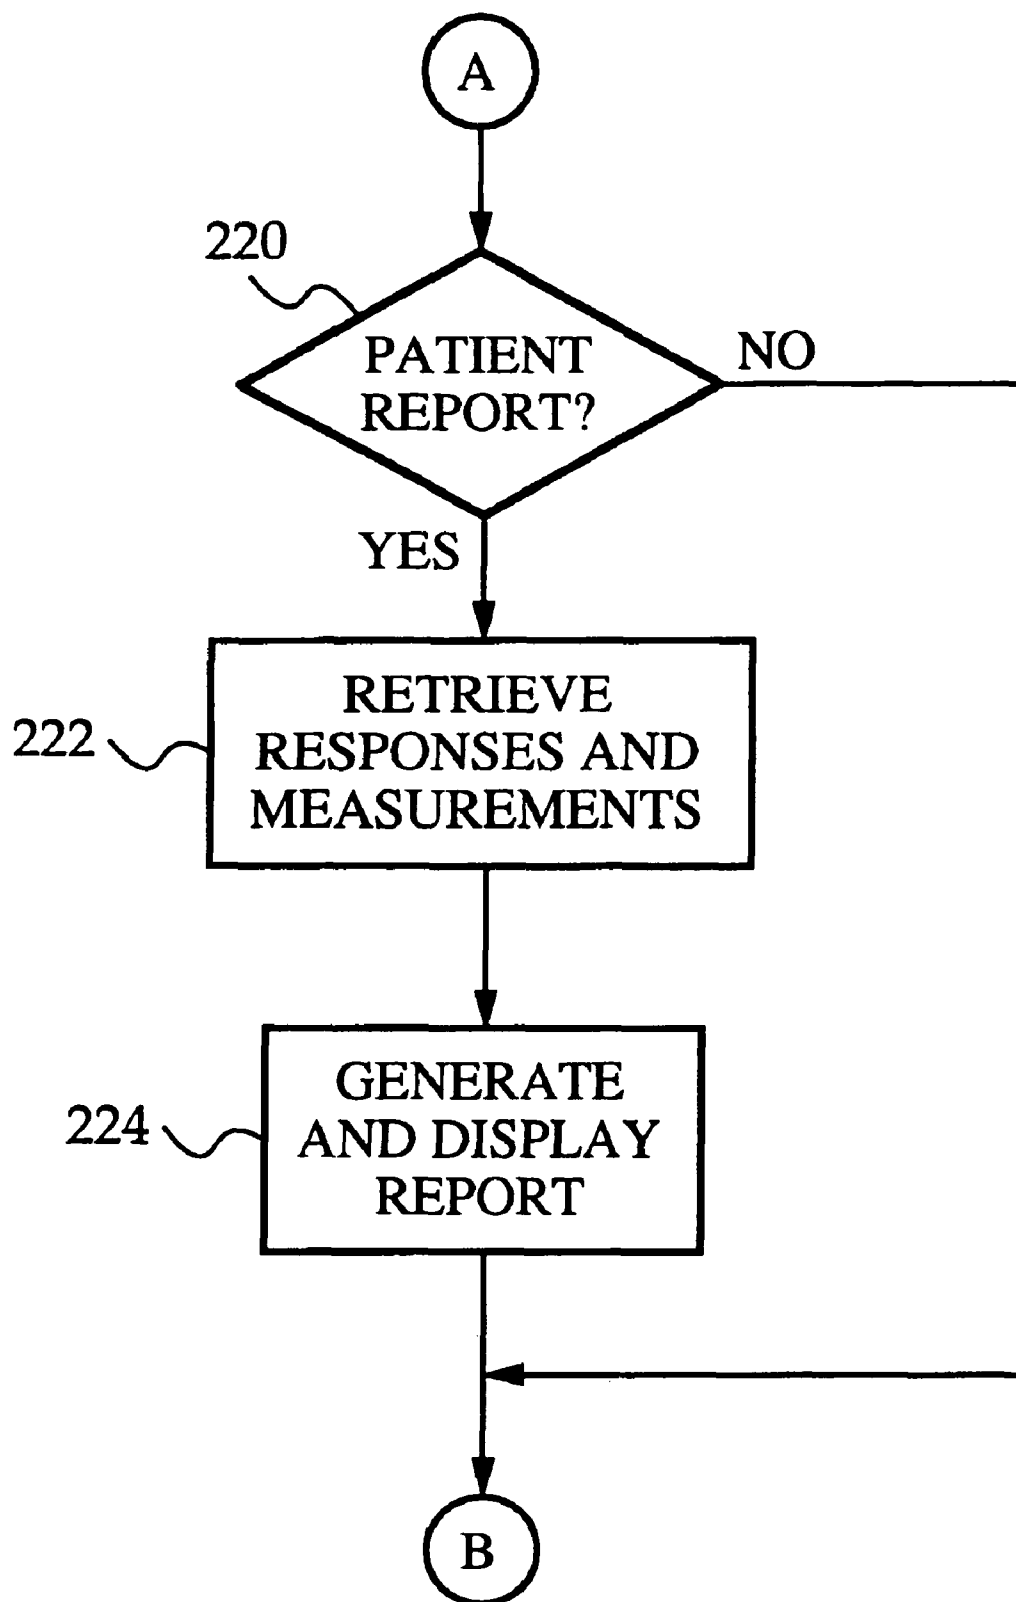 A
220
PATIENT
REPORT?
NO
YES
222
RETRIEVE
RESPONSES AND
MEASUREMENTS
224
GENERATE
AND DISPLAY
REPORT
B